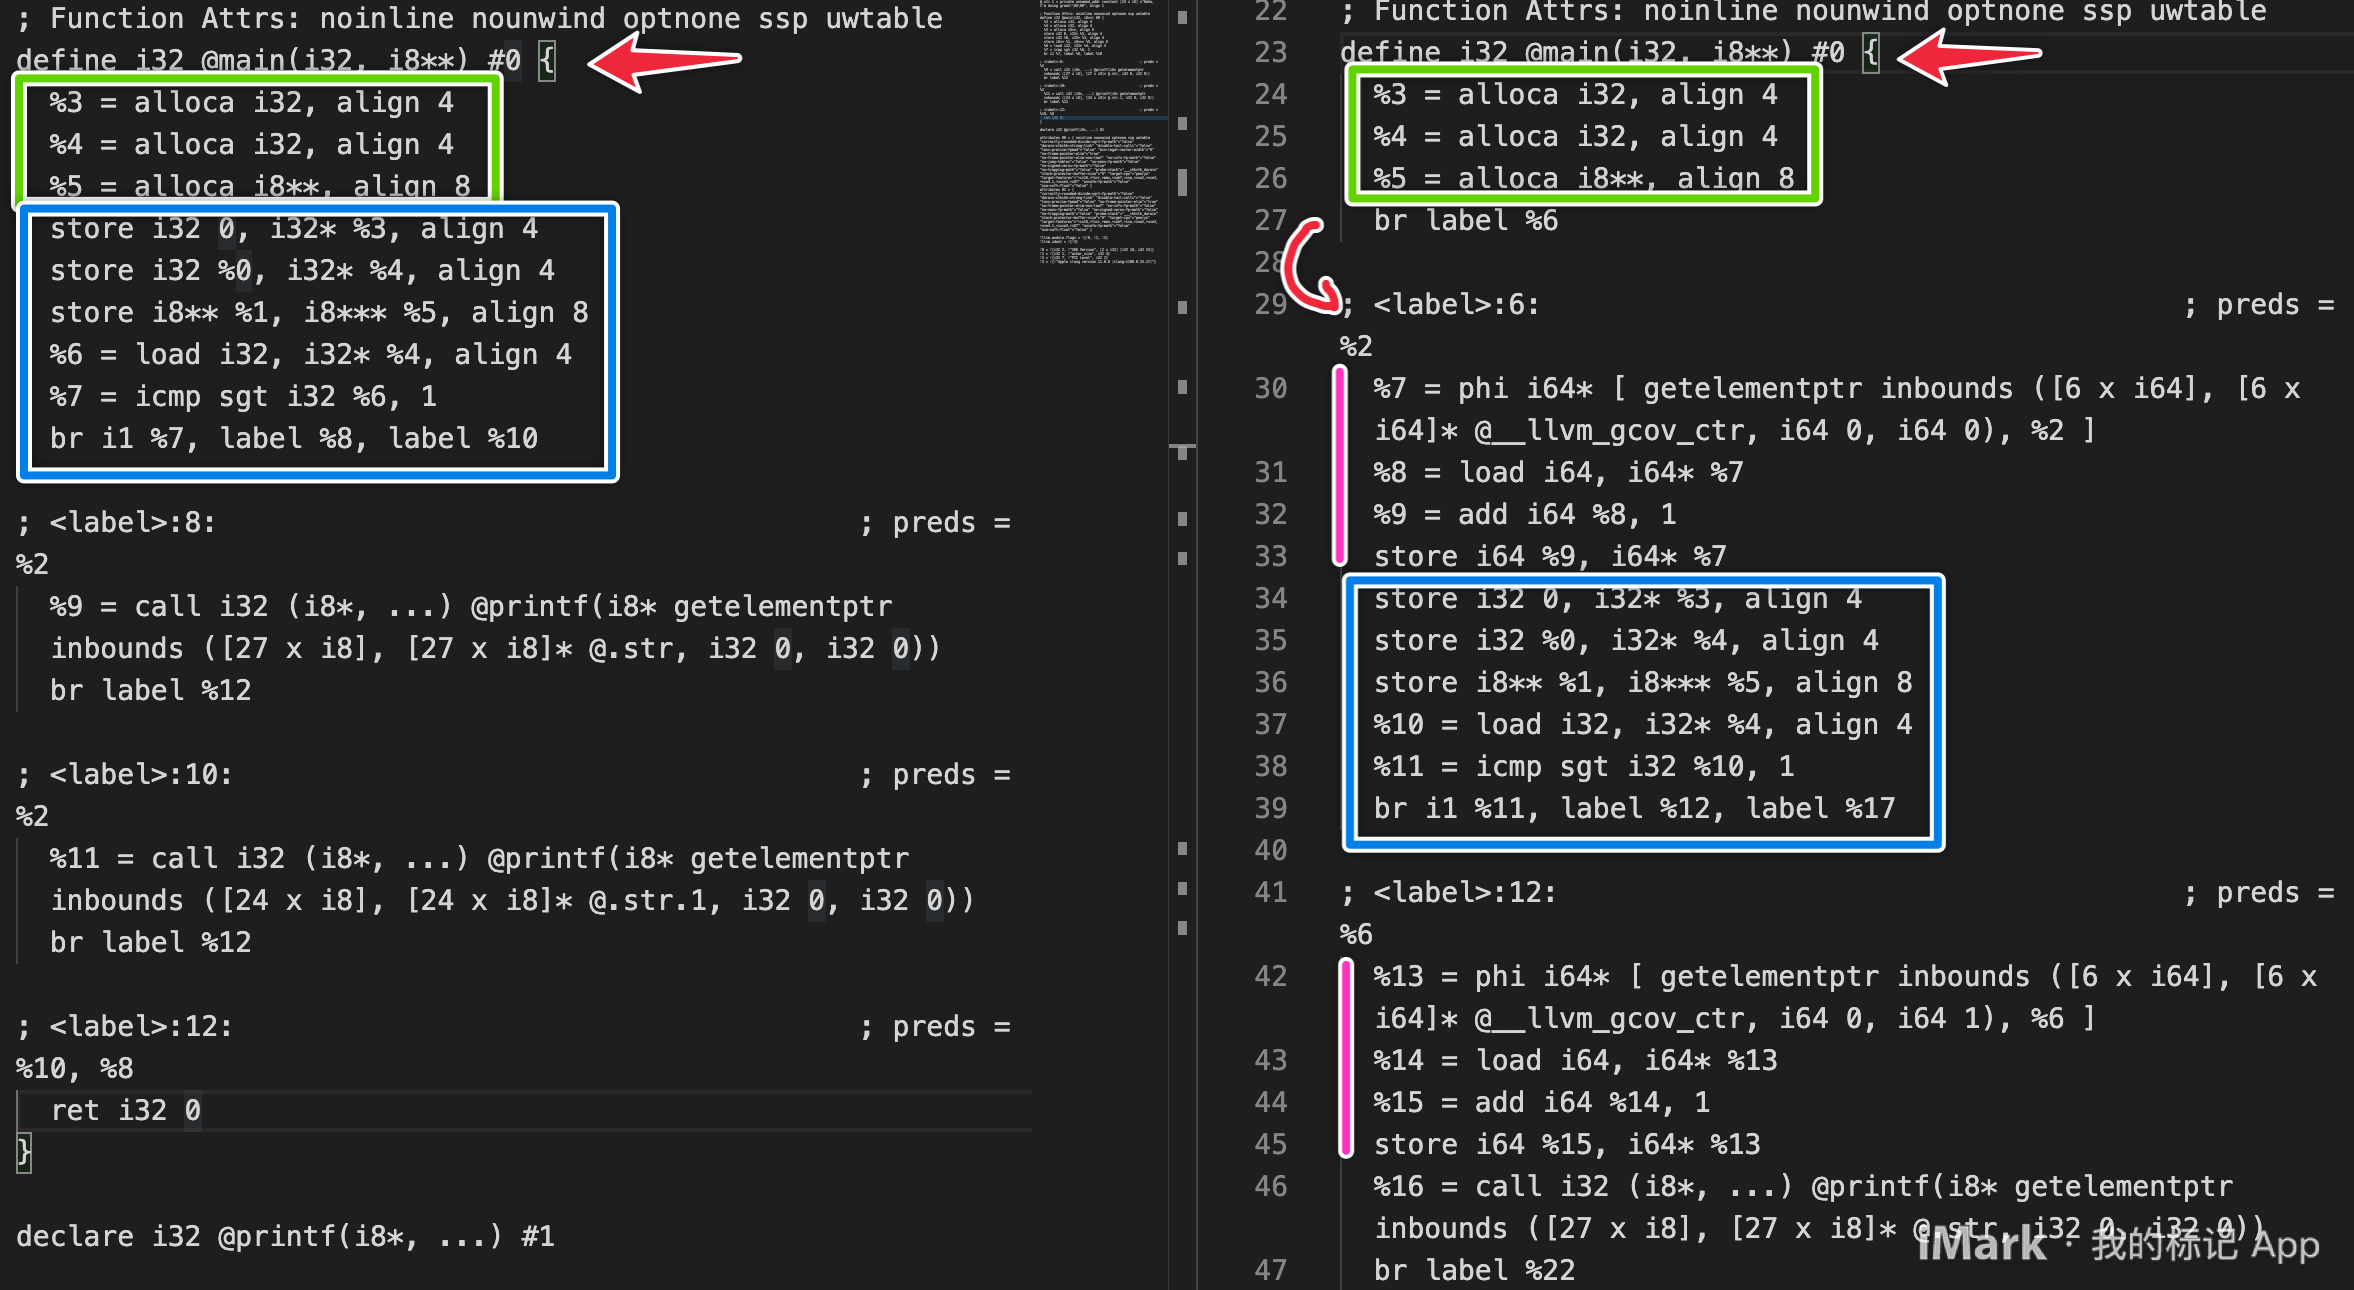 ; Function Attrs: noinline nounwind optnone ssp uwtable
define i32 @main(i32, i8**) #0 {
%3 = alloca i32, align 4
%4 = alloca i32, align 4
%5 = alloca i8**, align 8
store i32 0, i32* %3, align 4
store i32 %0, i32* %4, align 4
store i8** %1, i8*** %5, align 8
%6 = load i32, i32* %4, align 4
%7 = icmp sgt i32 %6, 1
br i1 %7, label %8, label %10
; <label>:8: ; preds =
%2
%9 = call i32 (i8*, ...) @printf(i8* getelementptr
inbounds ([27 x i8], [27 x i8]* @.str, i32 0, i32 0))
br label %12
; <label>:10: ; preds =
%2
%11 = call i32 (i8*, ...) @printf(i8* getelementptr
inbounds ([24 x i8], [24 x i8]* @.str.1, i32 0, i32 0))
br label %12
; <label>:12: ; preds =
%10, %8
ret i32 0
}
declare i32 @printf(i8*, ...) #1
22 ; Function Attrs: noinline nounwind optnone ssp uwtable
23 define i32 @main(i32, i8**) #0 {
24 %3 = alloca i32, align 4
25 %4 = alloca i32, align 4
26 %5 = alloca i8**, align 8
27 br label %6
28
29 ; <label>:6: ; preds =
%2
30 %7 = phi i64* [ getelementptr inbounds ([6 x i64], [6 x
i64]* @__llvm_gcov_ctr, i64 0, i64 0), %2 ]
31 %8 = load i64, i64* %7
32 %9 = add i64 %8, 1
33 store i64 %9, i64* %7
34 store i32 0, i32* %3, align 4
35 store i32 %0, i32* %4, align 4
36 store i8** %1, i8*** %5, align 8
37 %10 = load i32, i32* %4, align 4
38 %11 = icmp sgt i32 %10, 1
39 br i1 %11, label %12, label %17
40
41 ; <label>:12: ; preds =
%6
42 %13 = phi i64* [ getelementptr inbounds ([6 x i64], [6 x
i64]* @__llvm_gcov_ctr, i64 0, i64 1), %6 ]
43 %14 = load i64, i64* %13
44 %15 = add i64 %14, 1
45 store i64 %15, i64* %13
46 %16 = call i32 (i8*, ...) @printf(i8* getelementptr
inbounds ([27 x i8], [27 x i8]* @.str, i32 0, i32 0))
47 br label %22
iMark · 我的标记 App